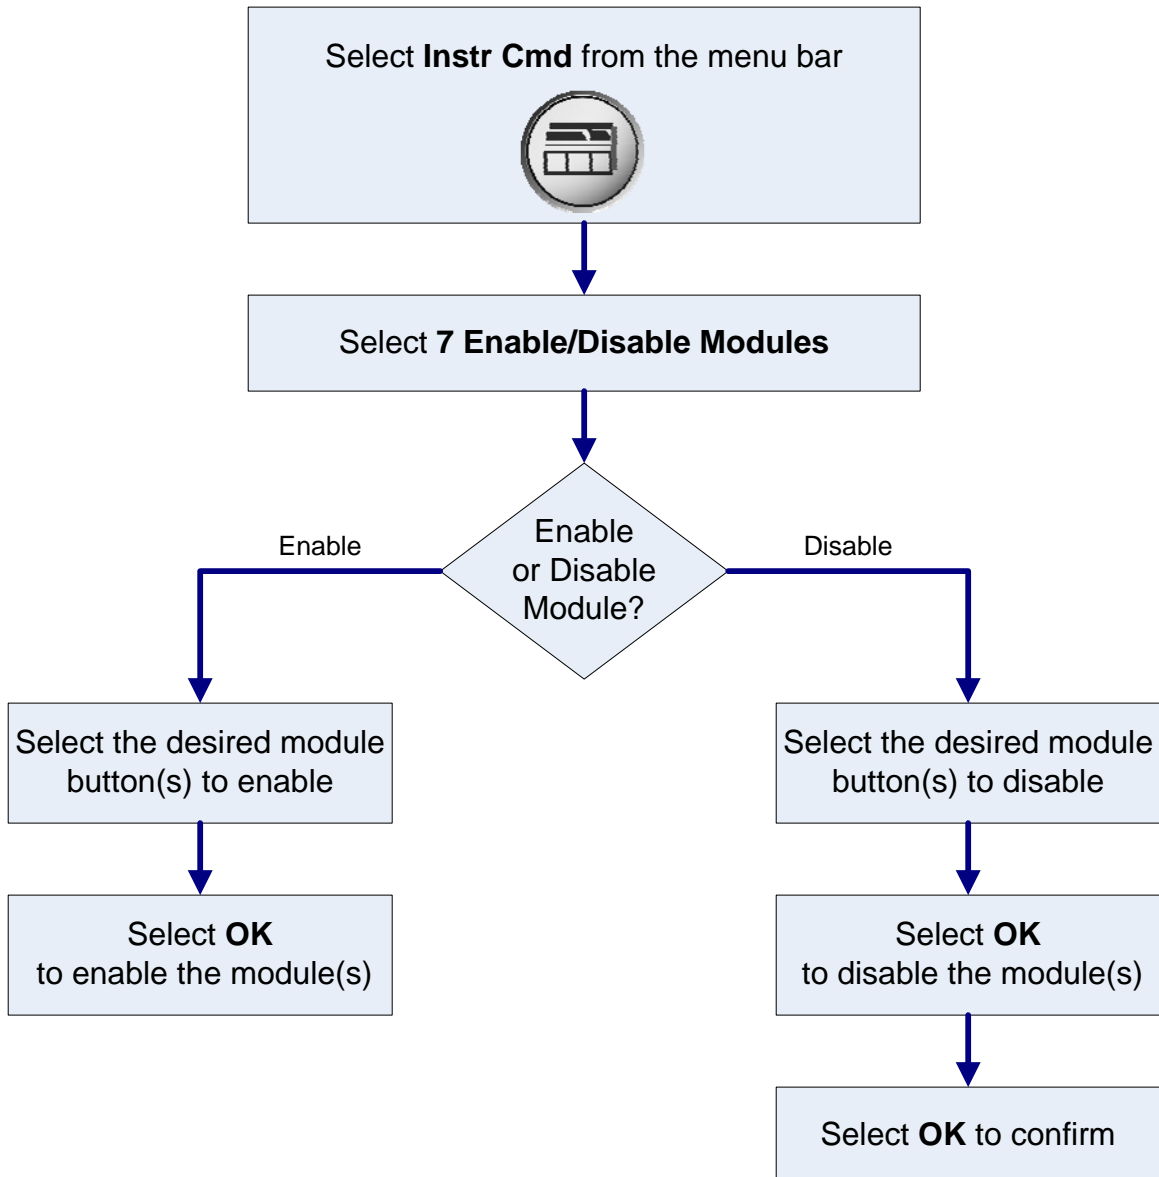 Select Instr Cmd from the menu bar
Select 7 Enable/Disable Modules
Enable
or Disable
Module?
Enable
Disable
Select the desired module
button(s) to enable
Select OK
to enable the module(s)
Select the desired module
button(s) to disable
Select OK
to disable the module(s)
Select OK to confirm